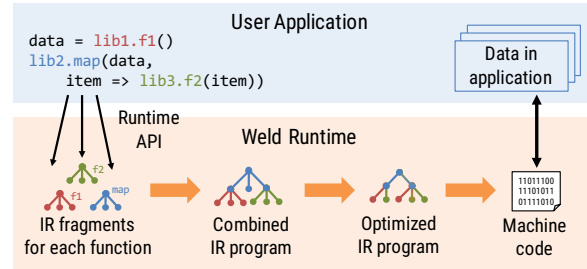 User Application
data = lib1.f1()
lib2.map(data,
item => lib3.f2(item))
Data in
application
Runtime
API
Weld Runtime
f2
f1
map
IR fragments
for each function
Combined
IR program
Optimized
IR program
11011100
11101011
01111010
Machine
code